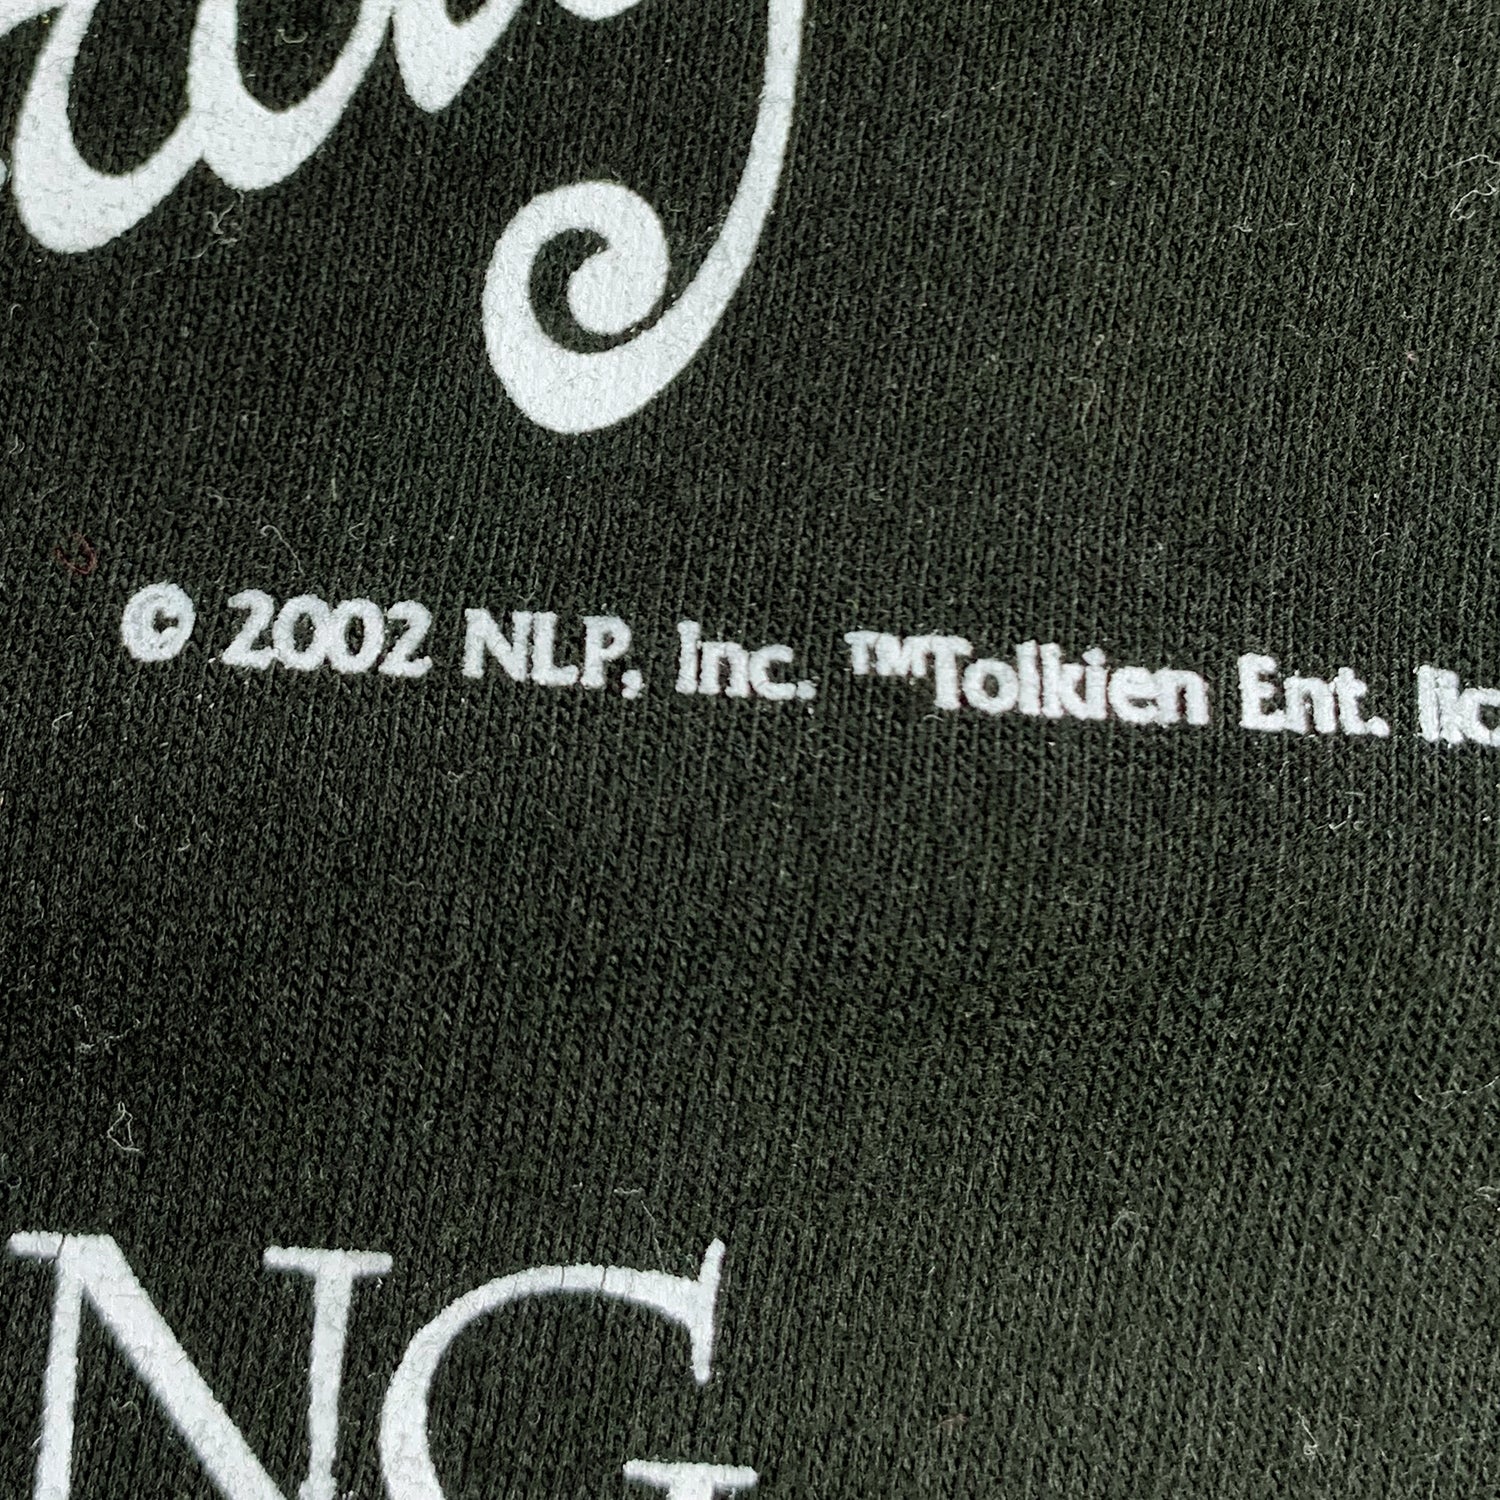 © 2002 NLP, Inc. ™Tolkien Ent. lic
NG